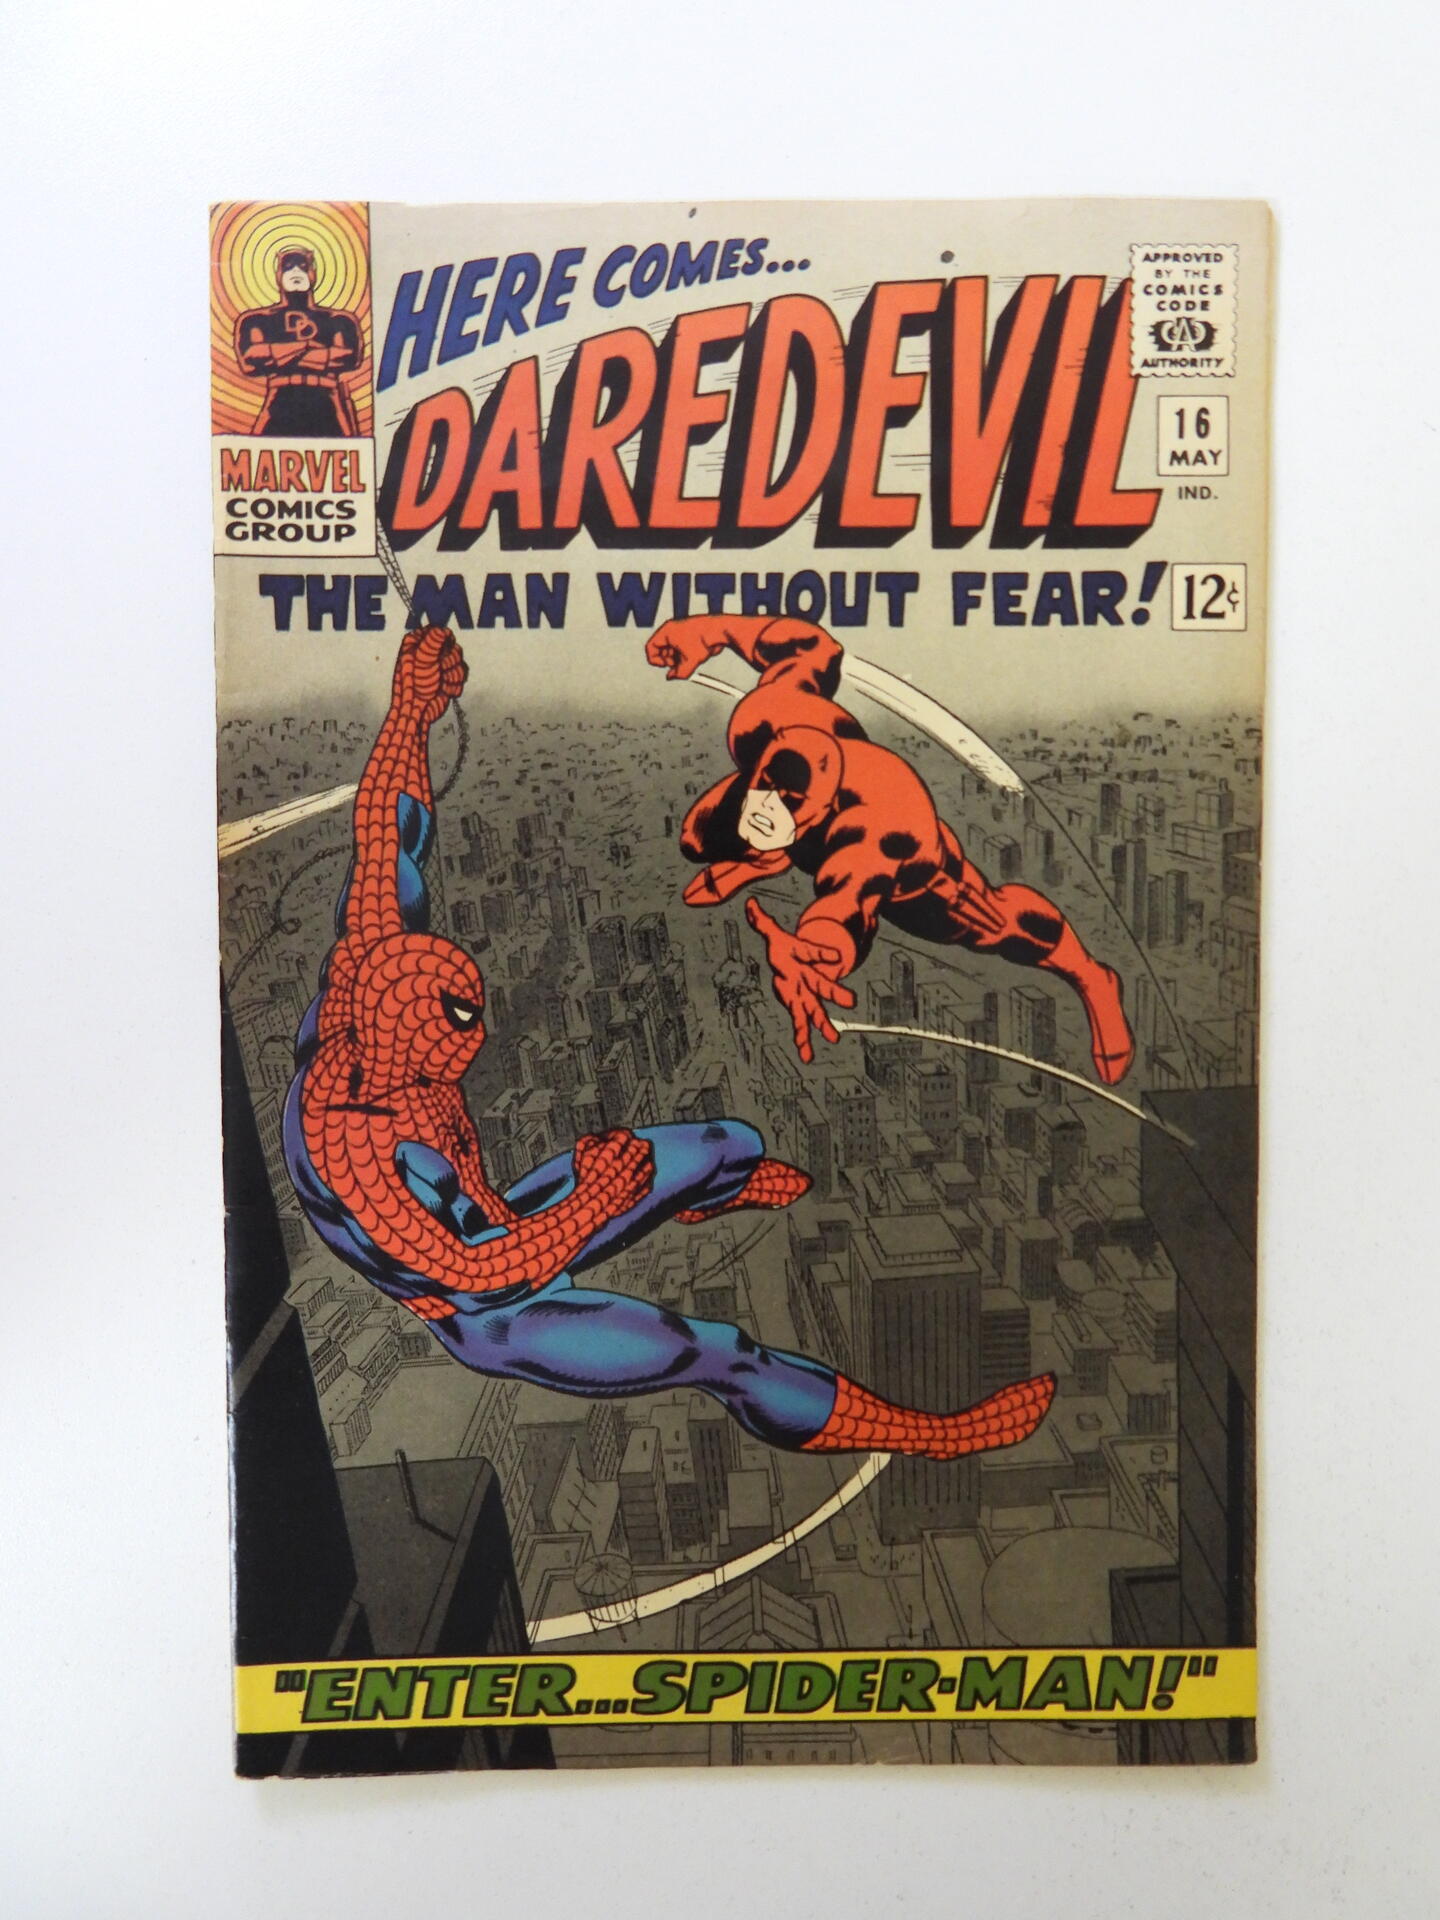 HERE COMES...
DAREDEVIL
THE MAN WITHOUT FEAR!
DD
MARVEL
COMICS
GROUP
APPROVED
BY THE
COMICS
CODE
CA
AUTHORITY
16
MAY
IND.
12¢
"ENTER...SPIDER-MAN!"